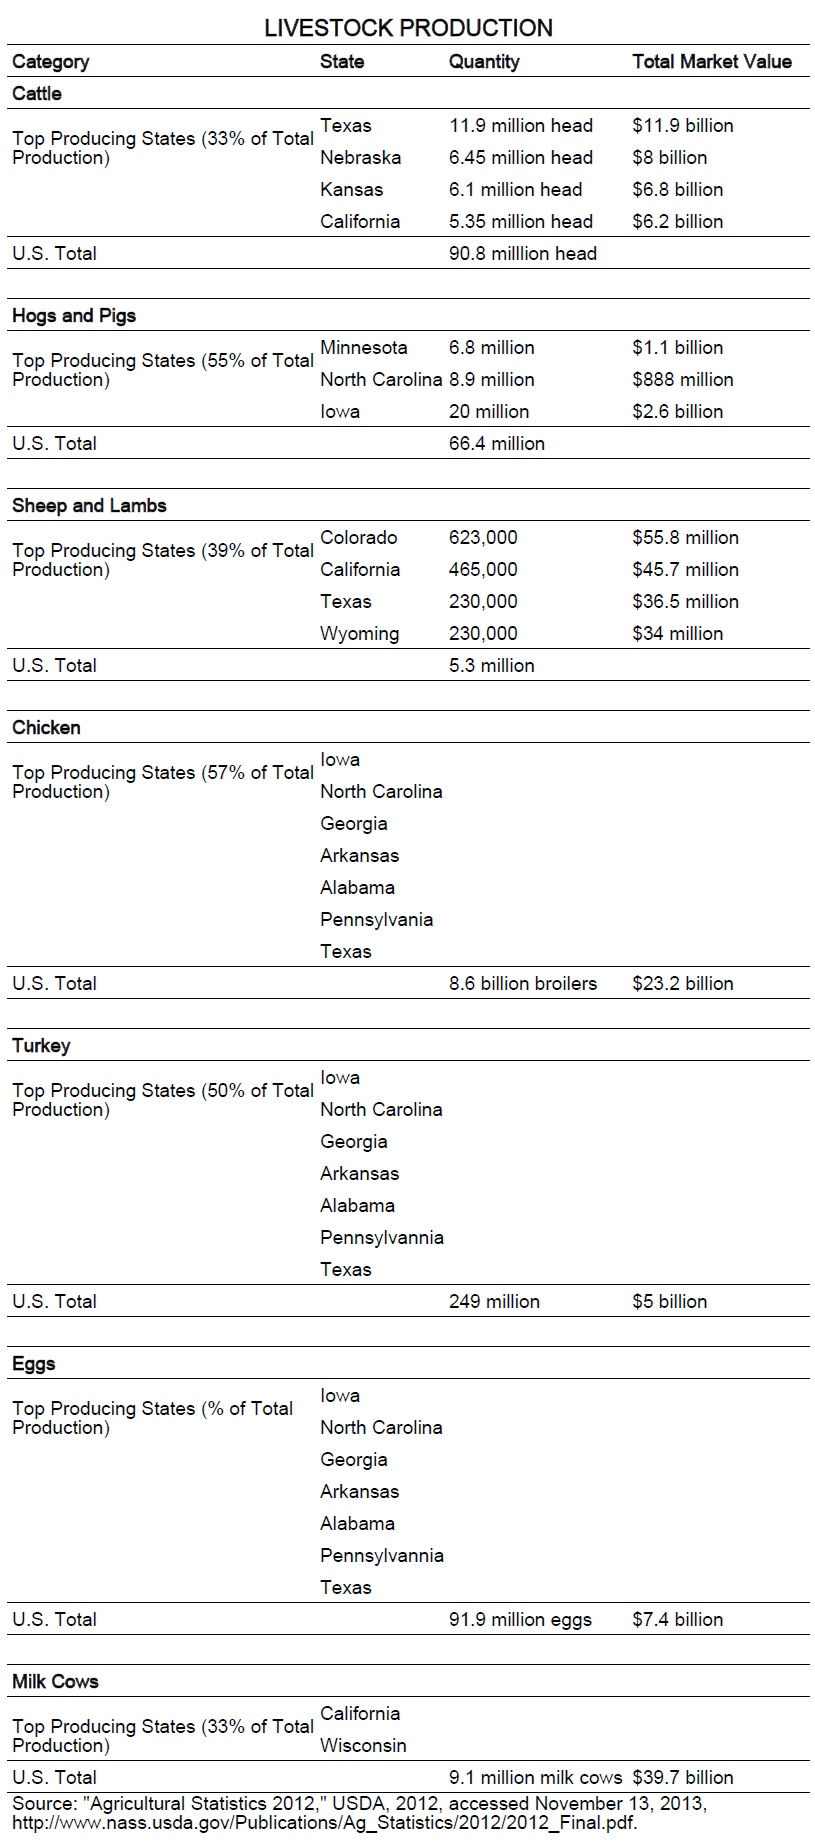 LIVESTOCK PRODUCTION
Category State Quantity Total Market Value
Cattle
Top Producing States (33% of Total
Production)
Texas 11.9 million head $11.9 billion
Nebraska 6.45 million head $8 billion
Kansas 6.1 million head $6.8 billion
California 5.35 million head $6.2 billion
U.S. Total 90.8 milllion head
Hogs and Pigs
Top Producing States (55% of Total
Production)
Minnesota 6.8 million $1.1 billion
North Carolina 8.9 million $888 million
Iowa 20 million $2.6 billion
U.S. Total 66.4 million
Sheep and Lambs
Top Producing States (39% of Total
Production)
Colorado 623,000 $55.8 million
California 465,000 $45.7 million
Texas 230,000 $36.5 million
Wyoming 230,000 $34 million
U.S. Total 5.3 million
Chicken
Top Producing States (57% of Total
Production)
Iowa
North Carolina
Georgia
Arkansas
Alabama
Pennsylvania
Texas
U.S. Total 8.6 billion broilers $23.2 billion
Turkey
Top Producing States (50% of Total
Production)
Iowa
North Carolina
Georgia
Arkansas
Alabama
Pennsylvannia
Texas
U.S. Total 249 million $5 billion
Eggs
Top Producing States (% of Total
Production)
Iowa
North Carolina
Georgia
Arkansas
Alabama
Pennsylvannia
Texas
U.S. Total 91.9 million eggs $7.4 billion
Milk Cows
Top Producing States (33% of Total
Production)
California
Wisconsin
U.S. Total 9.1 million milk cows $39.7 billion
Source: "Agricultural Statistics 2012," USDA, 2012, accessed November 13, 2013,
http://www.nass.usda.gov/Publications/Ag_Statistics/2012/2012_Final.pdf.